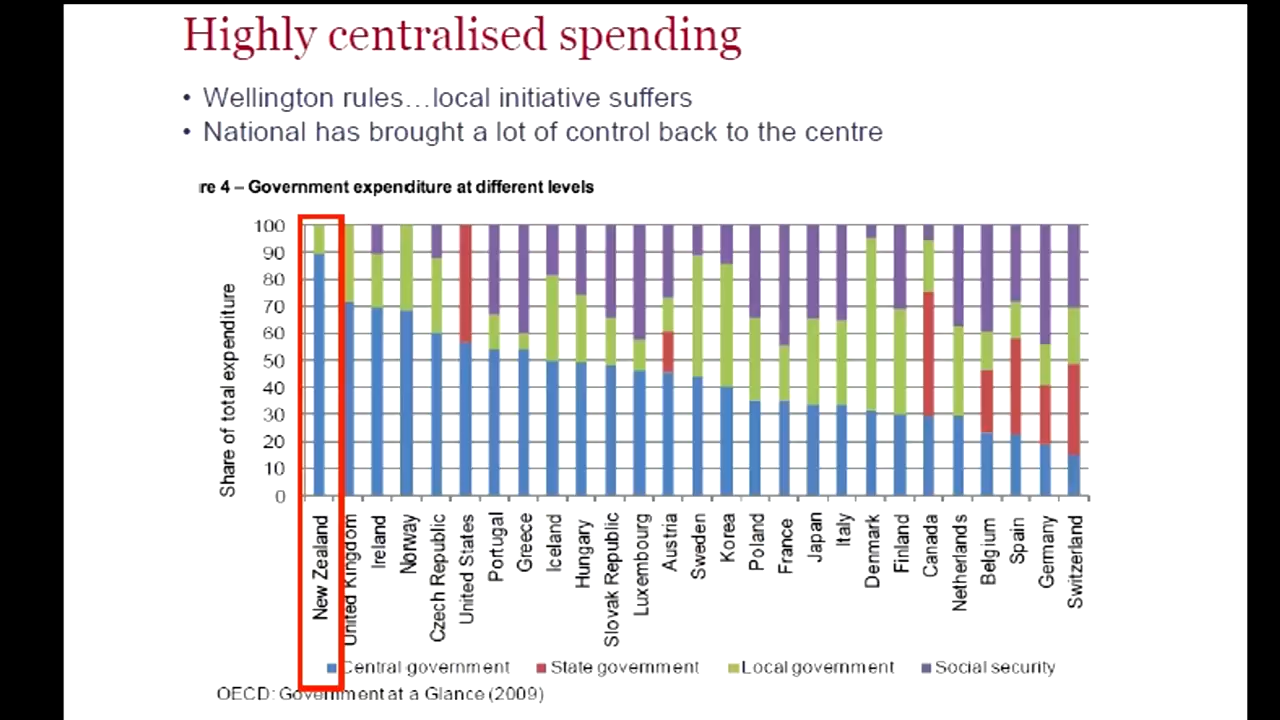 Highly centralised spending
• Wellington rules…local initiative suffers
• National has brought a lot of control back to the centre
re 4 – Government expenditure at different levels
Share of total expenditure
100
90
80
70
60
50
40
30
20
10
0
New Zealand
United Kingdom
Ireland
Norway
Czech Republic
United States
Portugal
Greece
Iceland
Hungary
Slovak Republic
Luxembourg
Austria
Sweden
Korea
Poland
France
Japan
Italy
Denmark
Finland
Canada
Netherlands
Belgium
Spain
Germany
Switzerland
Central government State government Local government Social security
OECD: Government at a Glance (2009)